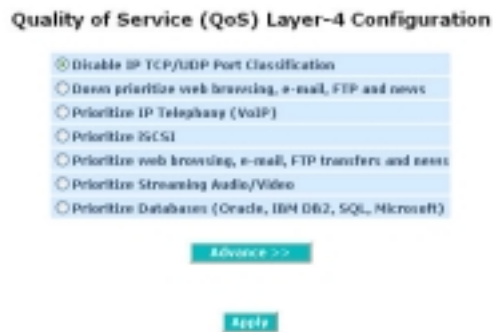 Quality of Service (QoS) Layer-4 Configuration
Disable IP TCP/UDP Port Classification
Down prioritize web browsing, e-mail, FTP and news
Prioritize IP Telephony (VoIP)
Prioritize iSCSI
Prioritize web browsing, e-mail, FTP transfers and news
Prioritize Streaming Audio/Video
Prioritize Databases (Oracle, IBM DB2, SQL, Microsoft)
Advance >>
Apply